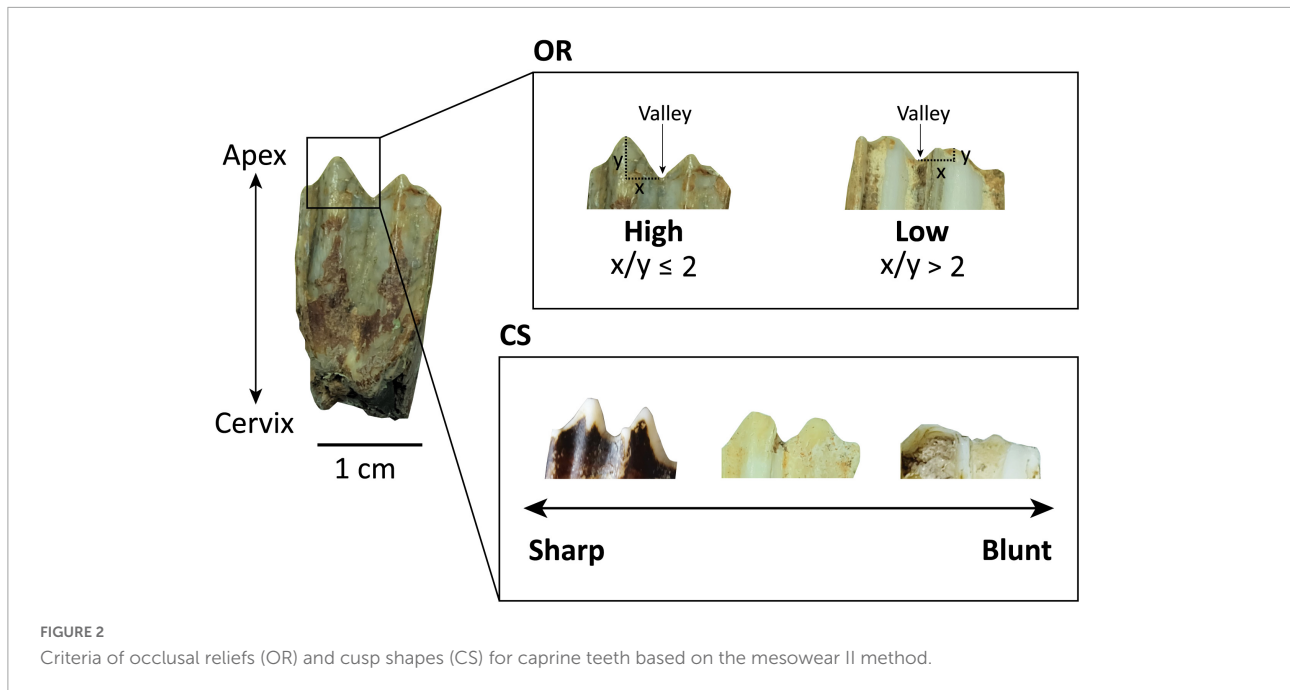 OR
Valley
Valley
Apex
y
x
y
x
High
Low
x/y ≤ 2
x/y > 2
CS
Cervix
1 cm
Sharp
Blunt
FIGURE 2
Criteria of occlusal reliefs (OR) and cusp shapes (CS) for caprine teeth based on the mesowear II method.